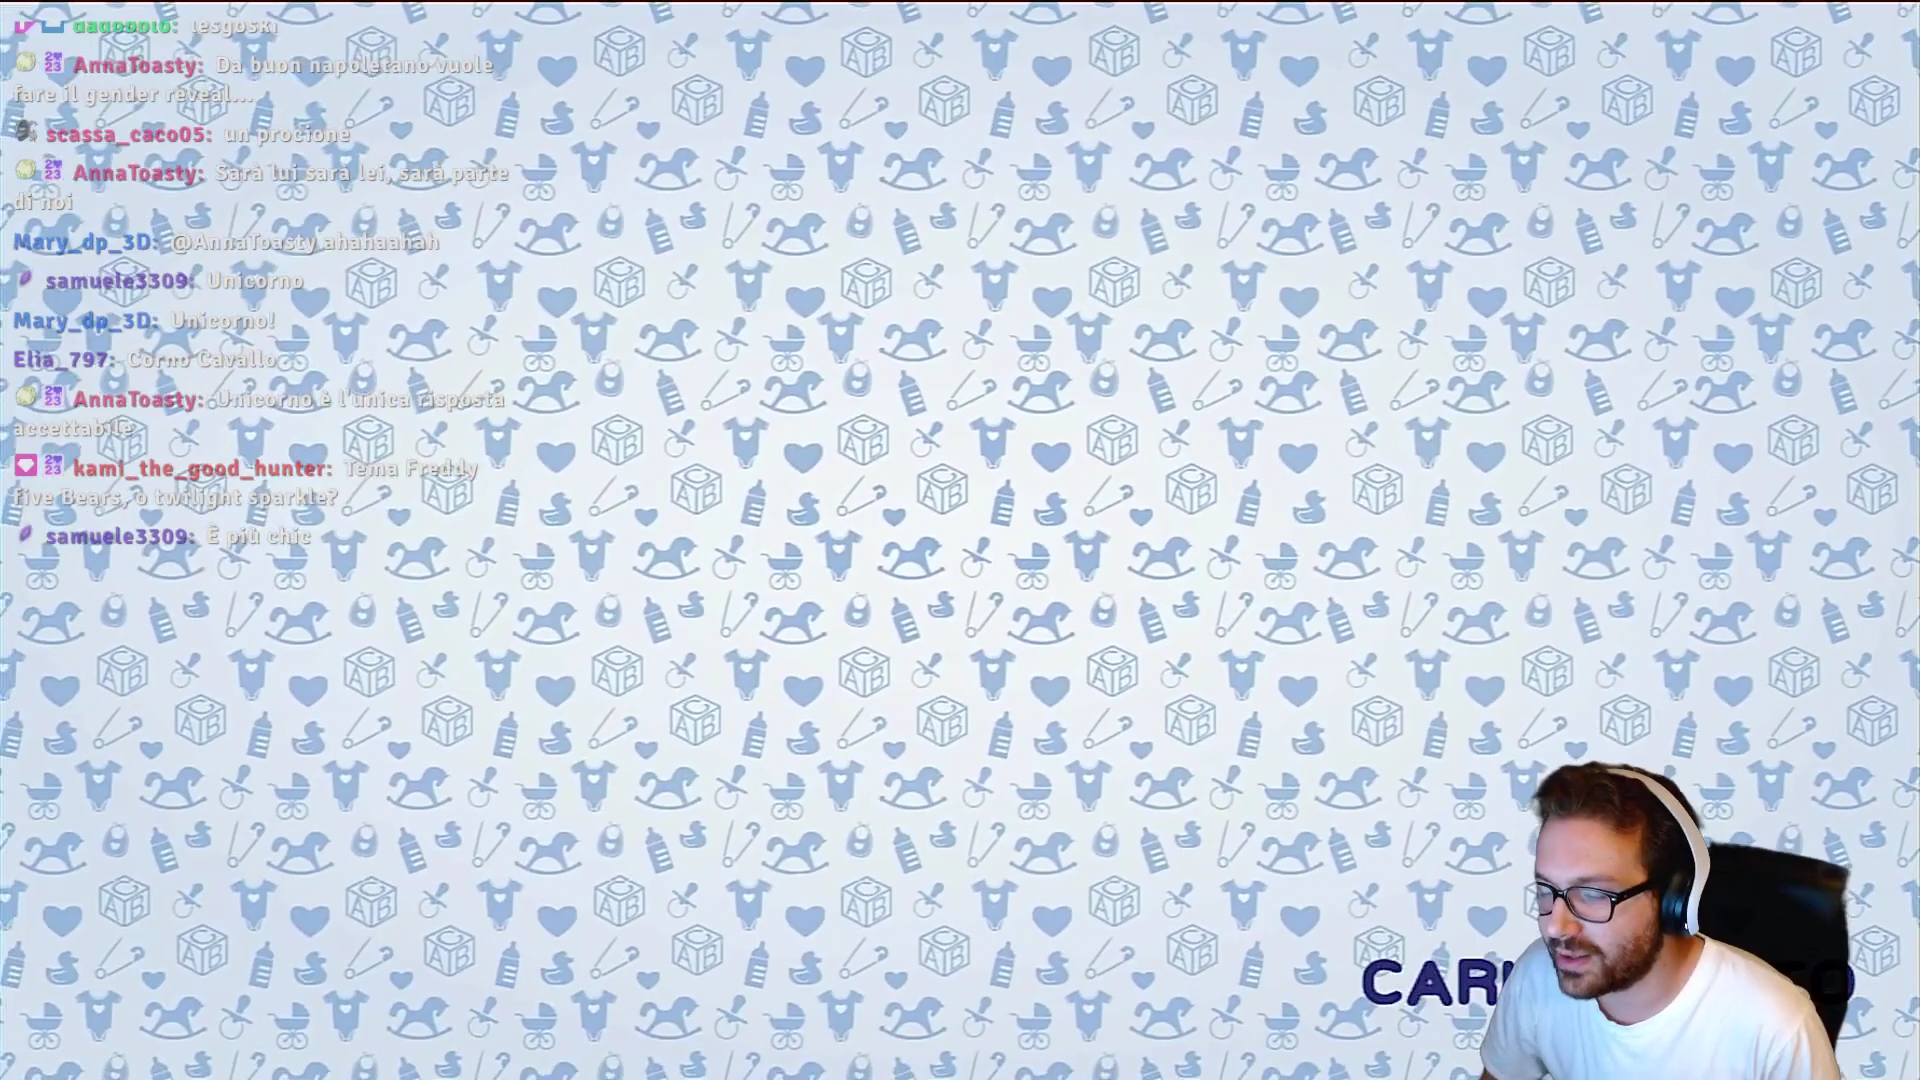 gagopplo: lesgoski
AnnaToasty: Da buon napoletano vuole
fare il gender reveal...
scassa_caco05: un procione
AnnaToasty: Sarà lui sarà lei, sarà parte
di noi
Mary_dp_3D: @AnnaToasty ahahaahah
samuele3309: Unicorno
Mary_dp_3D: Unicorno!
Elia_797: Corno Cavallo
AnnaToasty: Unicorno è l'unica risposta
accettabile
kami_the_good_hunter: Tema Freddy
Five Bears, o twilight sparkle?
samuele3309: È più chic